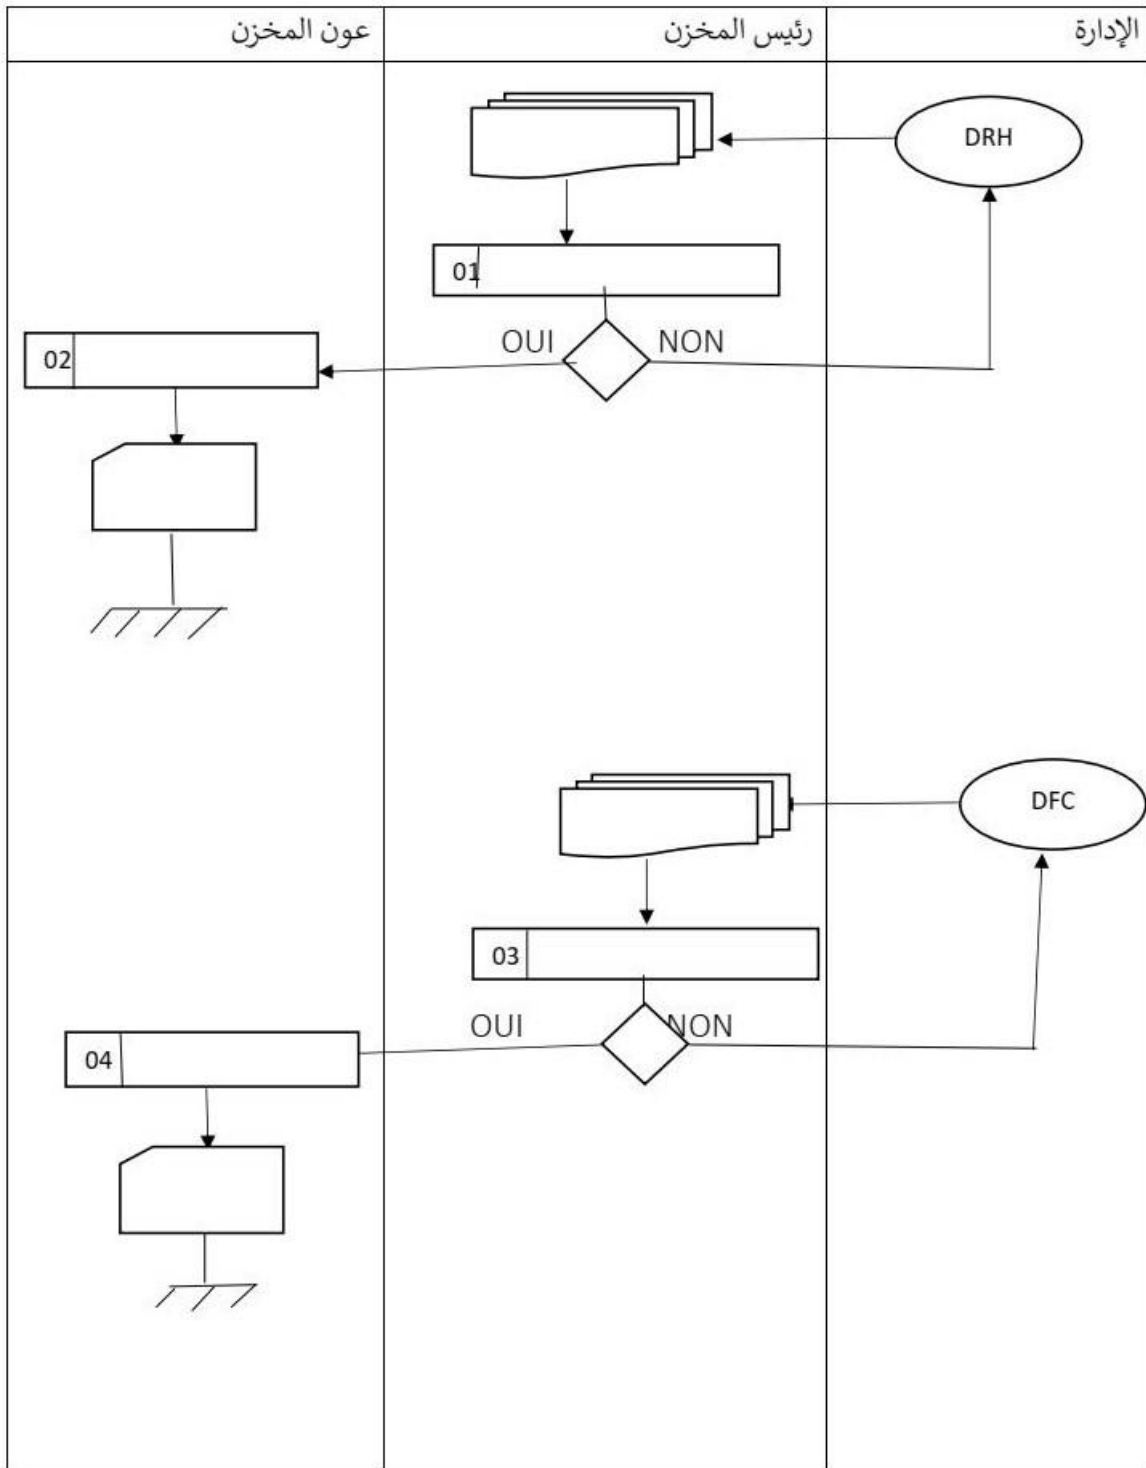 الإدارة
رئيس المخزن
عون المخزن
DRH
01
OUI
NON
02
DFC
03
OUI
NON
04